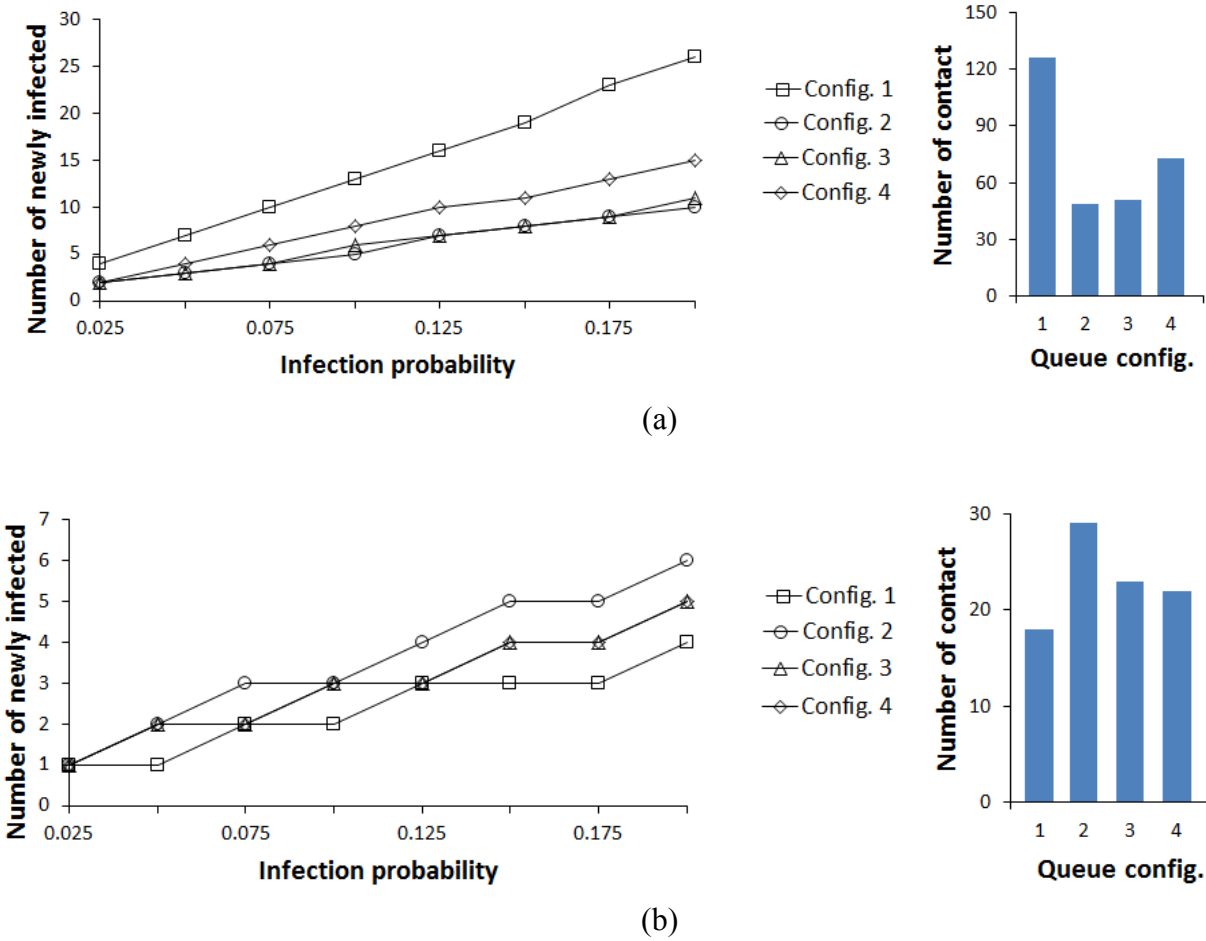 30
25
20
15
10
5
0
Number of newly infected
0.025 0.075 0.125 0.175
Infection probability
Config. 1
Config. 2
Config. 3
Config. 4
150
120
90
60
30
0
Number of contact
1 2 3 4
Queue config.
(a)
7
6
5
4
3
2
1
0
Number of newly infected
0.025 0.075 0.125 0.175
Infection probability
Config. 1
Config. 2
Config. 3
Config. 4
30
20
10
0
Number of contact
1 2 3 4
Queue config.
(b)